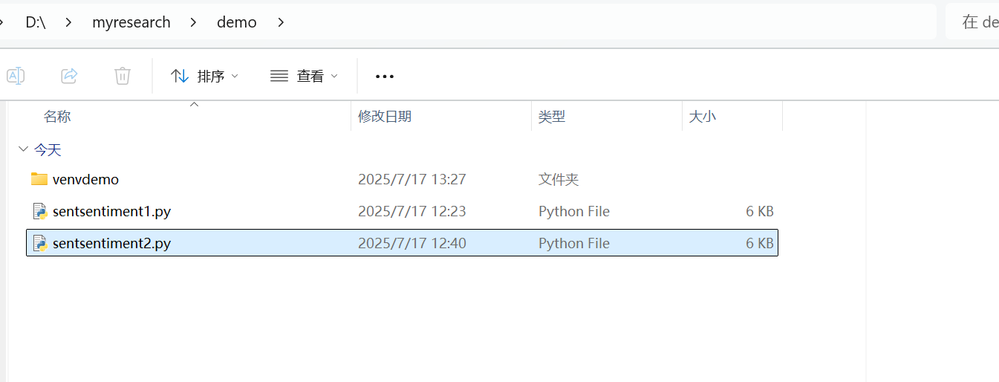 D:\ > myresearch > demo > 在 de
排序 查看 •••
名称 修改日期 类型 大小
今天
venvdemo 2025/7/17 13:27 文件夹
sentsentiment1.py 2025/7/17 12:23 Python File 6 KB
sentsentiment2.py 2025/7/17 12:40 Python File 6 KB